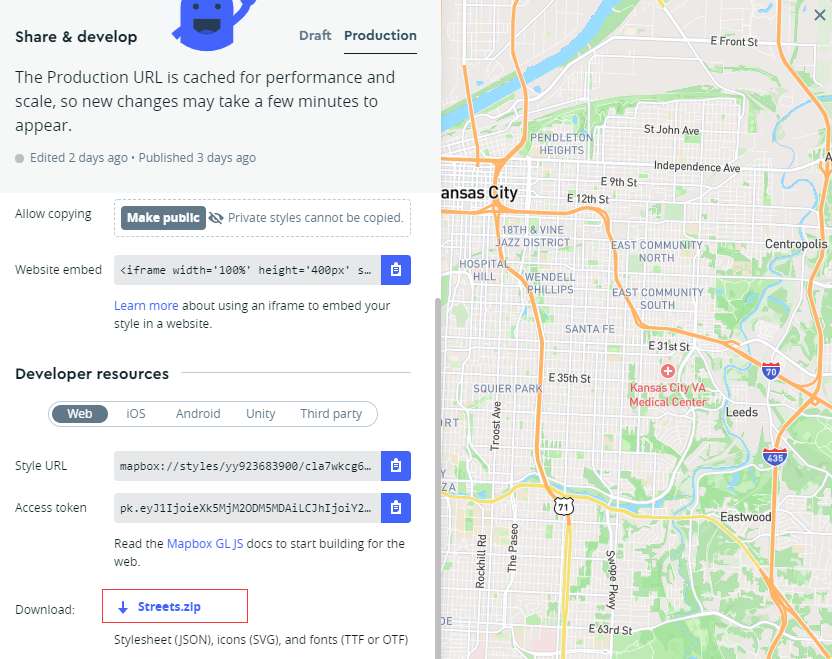 Share & develop
Draft
Production
The Production URL is cached for performance and
scale, so new changes may take a few minutes to
appear.
Edited 2 days ago • Published 3 days ago
Allow copying
Make public
Private styles cannot be copied.
Website embed
<iframe width='100%' height='400px' s…
Learn more about using an iframe to embed your
style in a website.
Developer resources
Web
iOS
Android
Unity
Third party
Style URL
mapbox://styles/yy923683900/cla7wkcg6…
Access token
pk.eyJ1IjoieXk5MjM2ODM5MDAiLCJhIjoiY2…
Read the Mapbox GL JS docs to start building for the
web.
Download:
Streets.zip
Stylesheet (JSON), icons (SVG), and fonts (TTF or OTF)
E Front St
PENDLETON
HEIGHTS
St John Ave
Independence Ave
E 9th St
ansas City
E 12th St
18TH & VINE
JAZZ DISTRICT
EAST COMMUNITY
NORTH
Centropolis
HOSPITAL
HILL
WENDELL
PHILLIPS
EAST COMMUNITY
SOUTH
SANTA FE
E 31st St
70
E 35th St
SQUIER PARK
Kansas City VA
Medical Center
Troost Ave
Leeds
ORT
435
Y
ZA
71
Eastwood
Rockhill Rd
The Paseo
Swope Pkwy
DE
E 63rd St